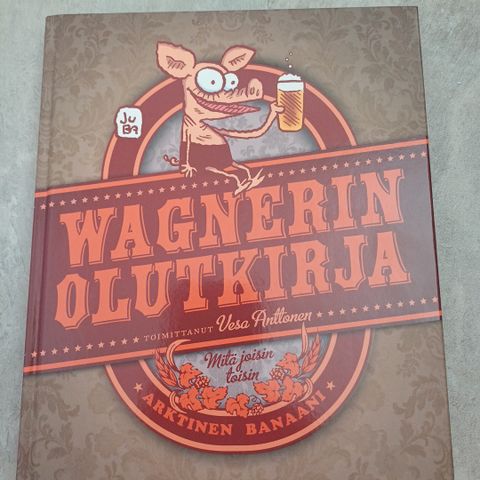 JUBA
WAGNERIN
OLUTKIRJA
TOIMITTANUT Vesa Anttonen
Mitä joisin
toisin
ARKTINEN BANAANI